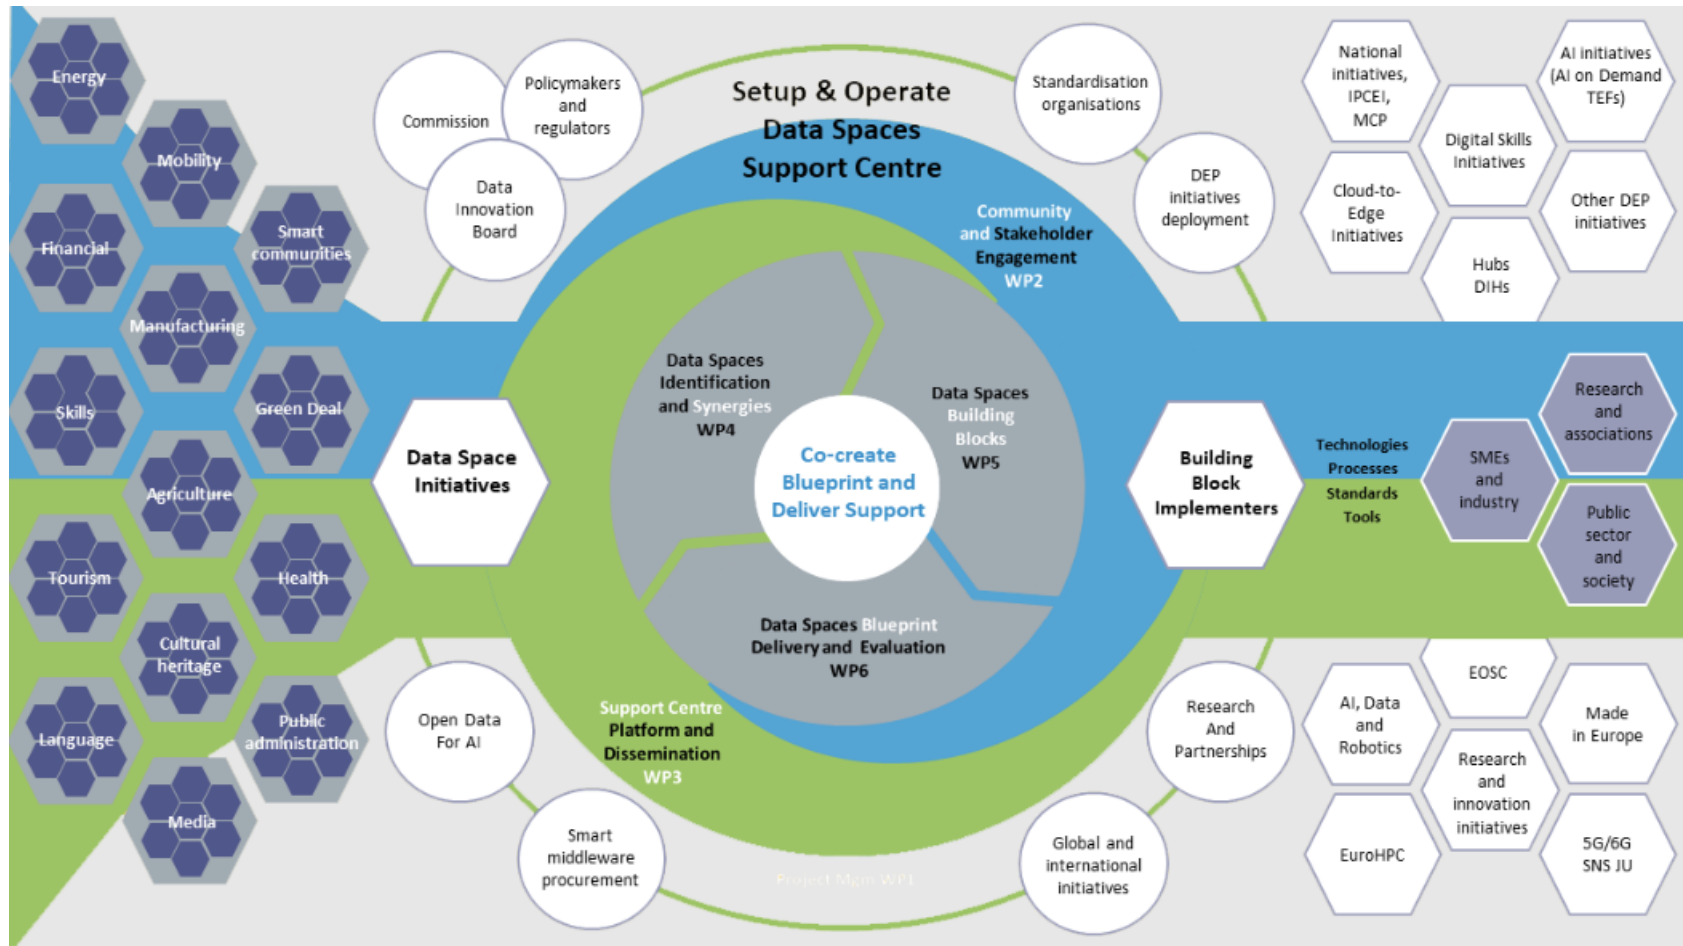 Energy
Mobility
Financial
Smart
communities
Manufacturing
Skills
Green Deal
Agriculture
Tourism
Health
Cultural
heritage
Language
Public
administration
Media
Commission
Policymakers
and
regulators
Data
Innovation
Board
Setup & Operate
Data Spaces
Support Centre
Standardisation
organisations
DEP
initiatives
deployment
Community
and Stakeholder
Engagement
WP2
Data Spaces
Identification
and Synergies
WP4
Data Spaces
Building
Blocks
WP5
Co-create
Blueprint and
Deliver Support
Data Spaces Blueprint
Delivery and Evaluation
WP6
Support Centre
Platform and
Dissemination
WP3
Data Space
Initiatives
Building
Block
Implementers
Technologies
Processes
Standards
Tools
Open Data
For AI
Smart
middleware
procurement
Project Mgm WP1
Global and
international
initiatives
Research
And
Partnerships
National
initiatives,
IPCEI,
MCP
AI initiatives
(AI on Demand
TEFs)
Digital Skills
Initiatives
Cloud-to-
Edge
Initiatives
Other DEP
initiatives
Hubs
DIHs
Research
and
associations
SMEs
and
industry
Public
sector
and
society
EOSC
AI, Data
and
Robotics
Made
in Europe
Research
and
innovation
initiatives
EuroHPC
5G/6G
SNS JU